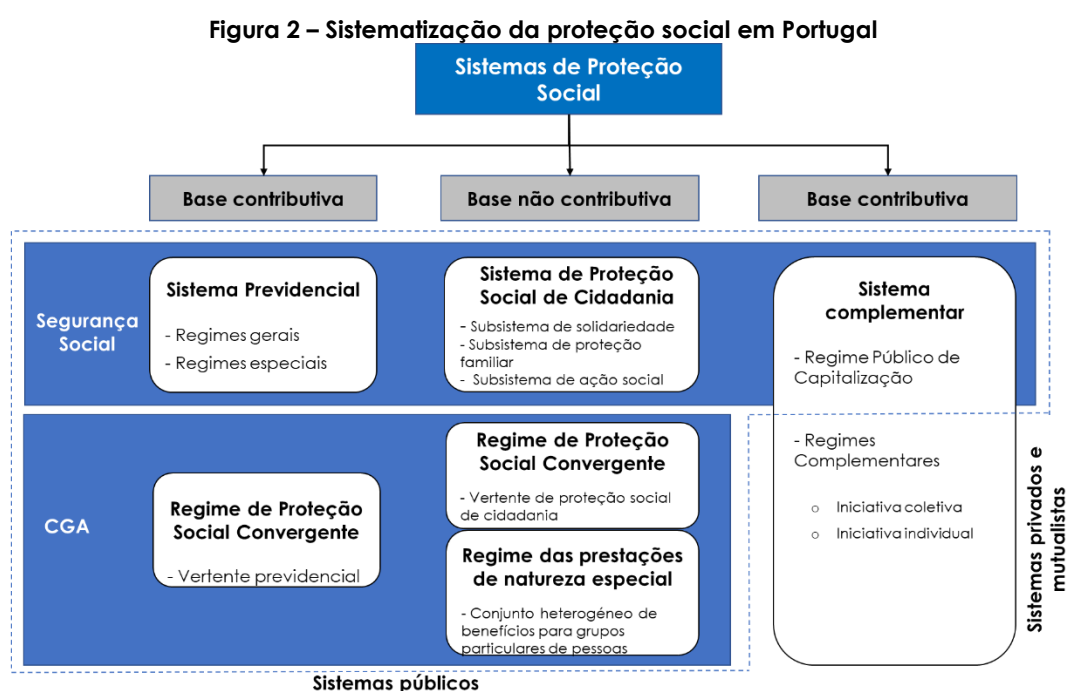 Figura 2 – Sistematização da proteção social em Portugal
Sistemas de Proteção
Social
Base contributiva
Base não contributiva
Base contributiva
Segurança
Social
Sistema Previdencial
- Regimes gerais
- Regimes especiais
Sistema de Proteção
Social de Cidadania
- Subsistema de solidariedade
- Subsistema de proteção
familiar
- Subsistema de ação social
Sistema
complementar
- Regime Público de
Capitalização
- Regimes
Complementares
o Iniciativa coletiva
o Iniciativa individual
CGA
Regime de Proteção
Social Convergente
- Vertente previdencial
Regime de Proteção
Social Convergente
- Vertente de proteção social
de cidadania
Regime das prestações
de natureza especial
- Conjunto heterogéneo de
benefícios para grupos
particulares de pessoas
Sistemas privados e
mutualistas
Sistemas públicos